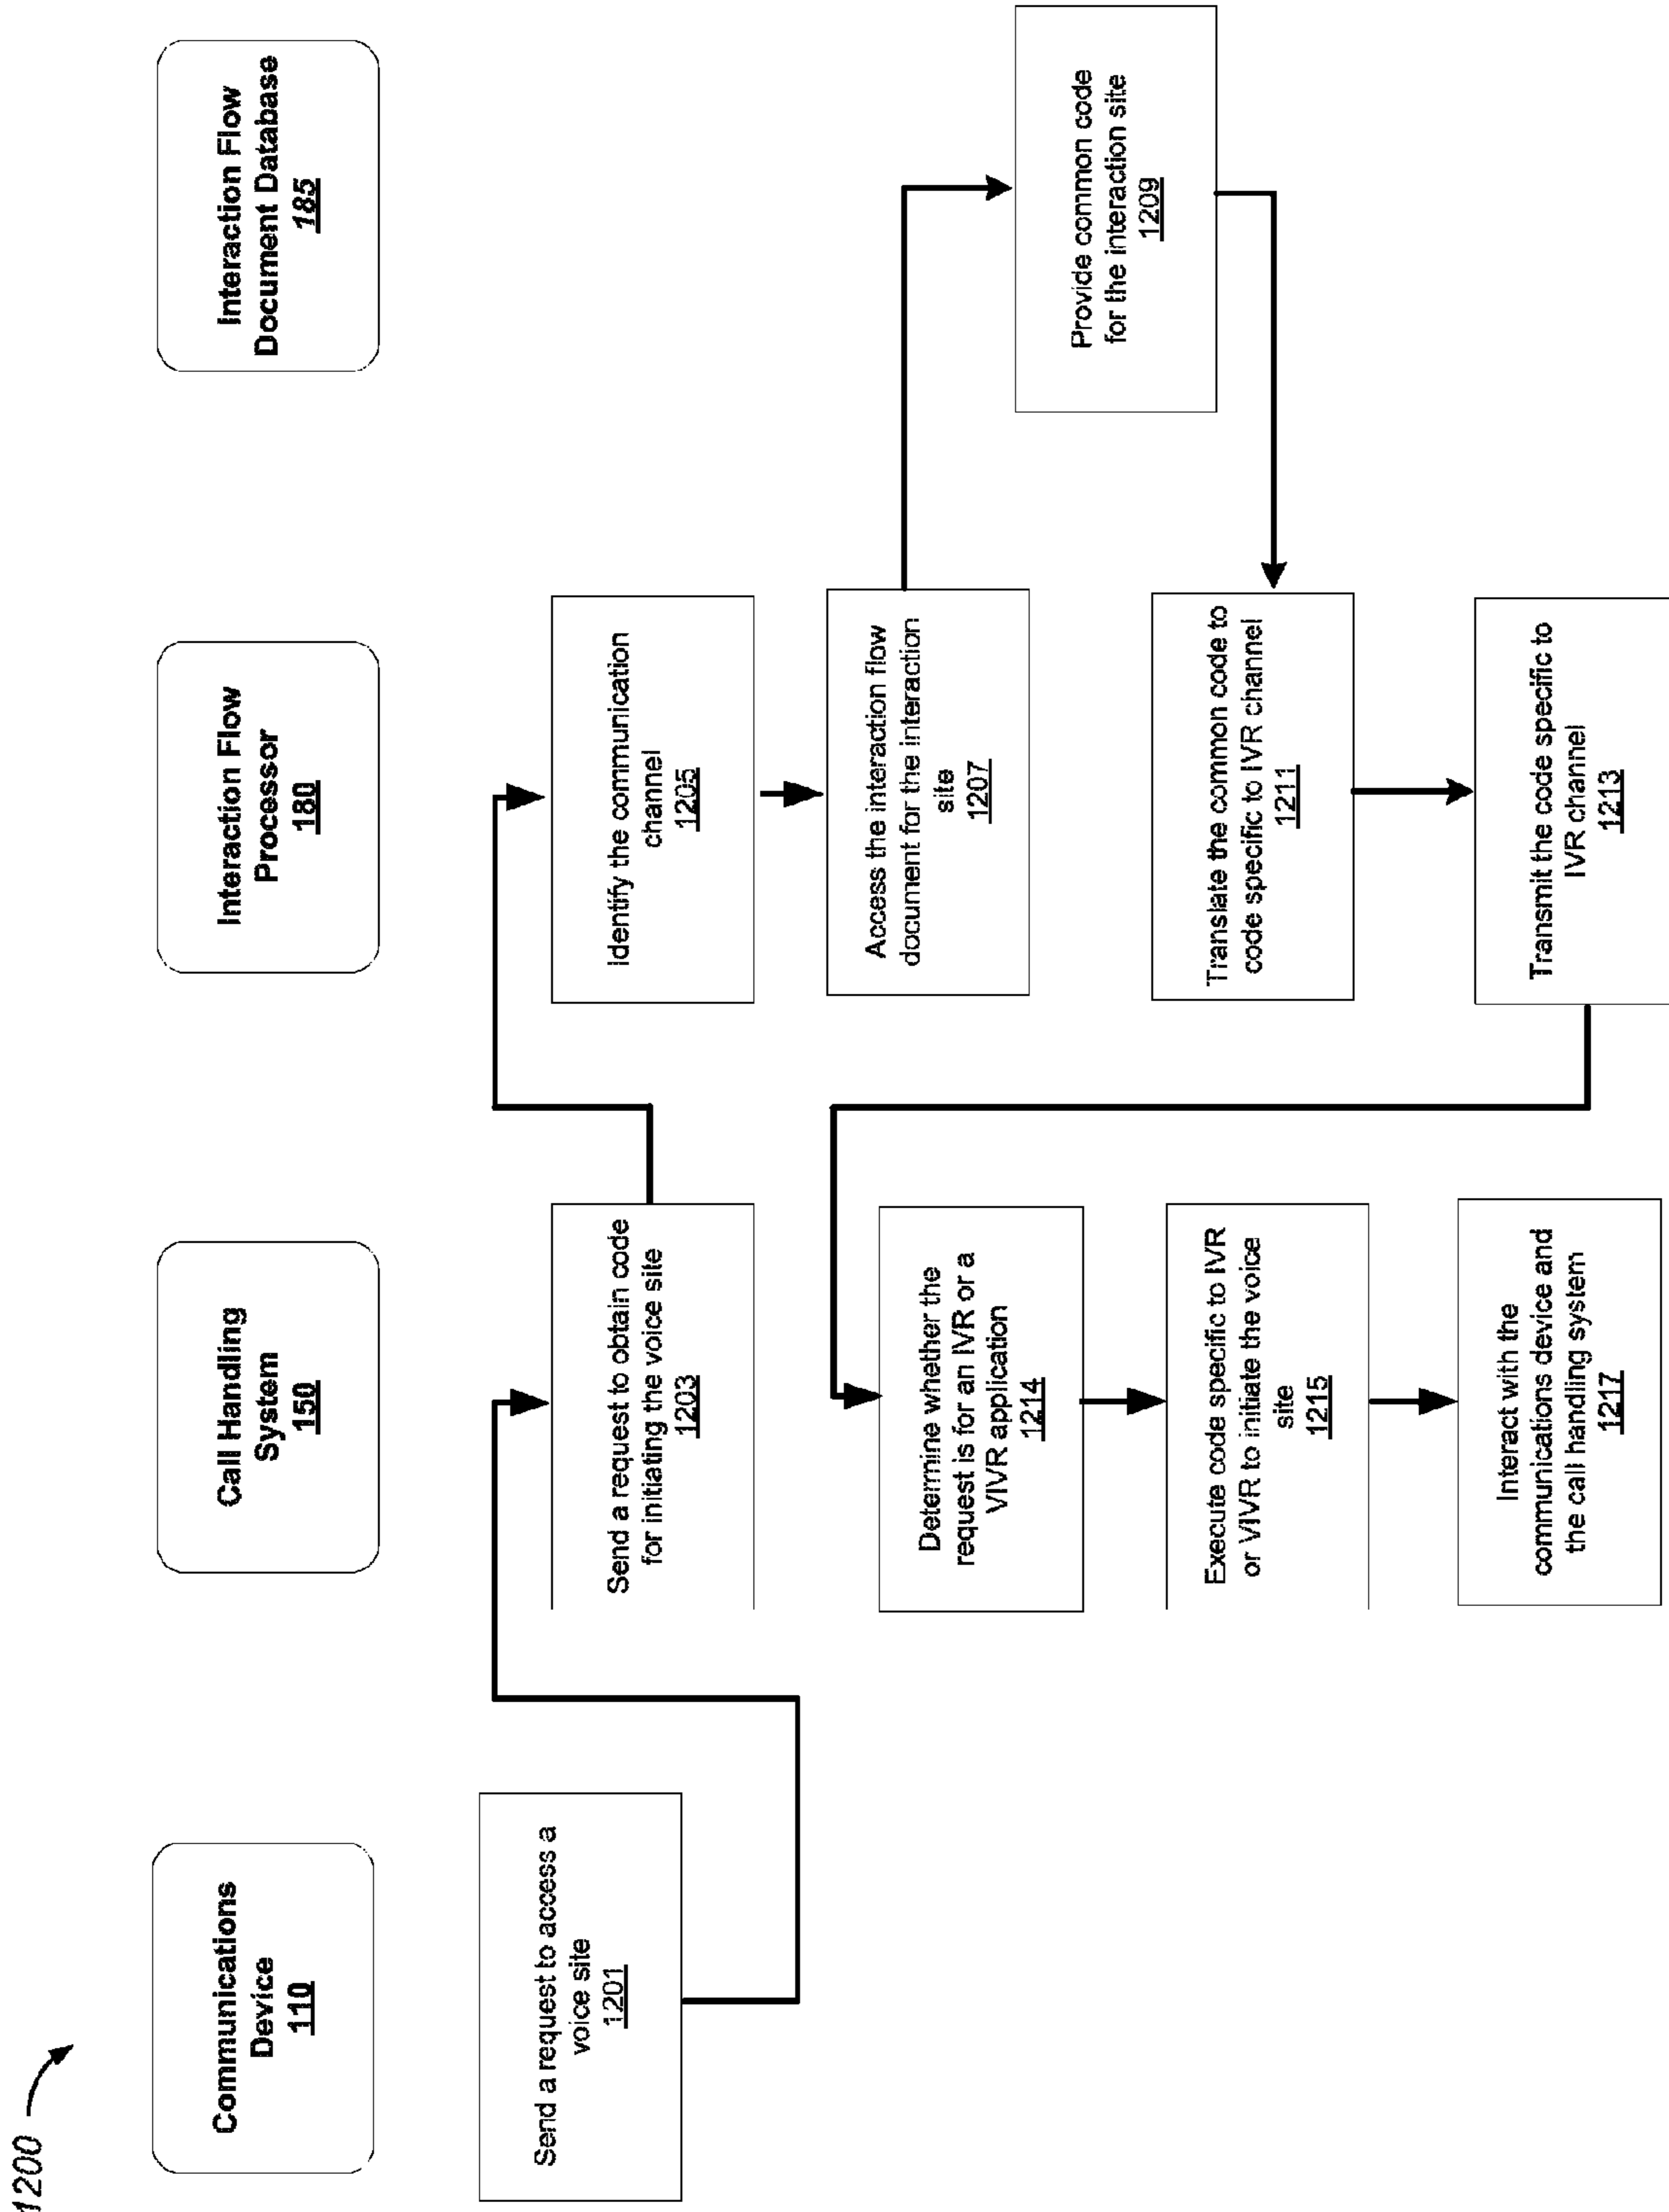 1200
Communications
Device
110
Call Handling
System
150
Interaction Flow
Processor
180
Interaction Flow
Document Database
185
Send a request to access a
voice site
1201
Send a request to obtain code
for initiating the voice site
1203
Identify the communication
channel
1205
Access the interaction flow
document for the interaction
site
1207
Provide common code
for the interaction site
1209
Translate the common code to
code specific to IVR channel
1211
Transmit the code specific to
IVR channel
1213
Determine whether the
request is for an IVR or a
VIVR application
1214
Execute code specific to IVR
or VIVR to initiate the voice
site
1215
Interact with the
communications device and
the call handling system
1217